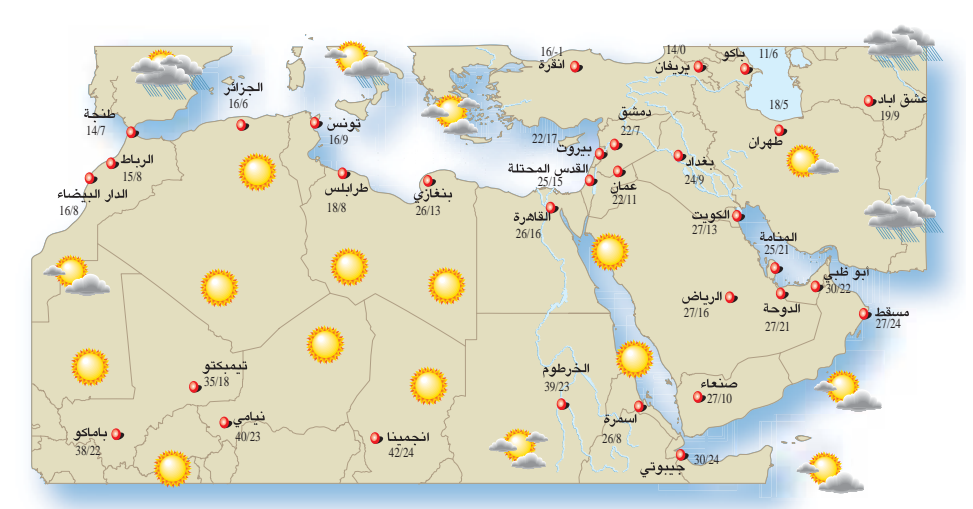 16/-1
أنقرة
14/0
يريفان
باكو
11/6
18/5
عشق اباد
19/9
الجزائر
16/6
طنجة
14/7
تونس
16/9
دمشق
22/7
طهران
22/17
بيروت
بغداد
24/9
الرباط
15/8
الدار البيضاء
16/8
طرابلس
18/8
بنغازي
26/13
القدس المحتلة
25/15
عمان
22/11
القاهرة
26/16
الكويت
27/13
المنامة
25/21
أبو ظبي
30/22
الرياض
27/16
الدوحة
27/21
مسقط
27/24
تيمبكتو
35/18
الخرطوم
39/23
صنعاء
27/10
نيامي
40/23
باماكو
38/22
انجمينا
42/24
اسمرة
26/8
جيبوتي
30/24